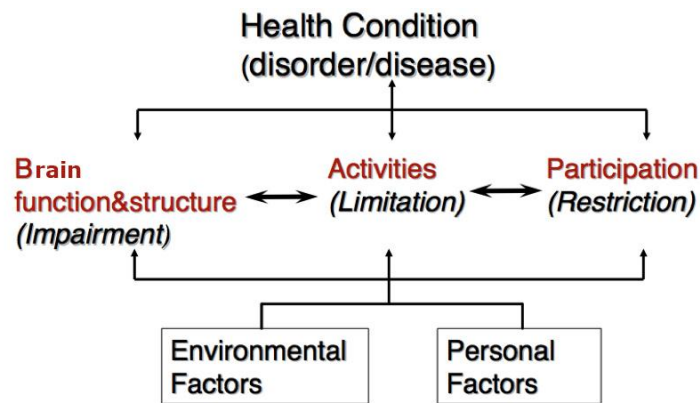 Health Condition
(disorder/disease)
Brain
function&structure
(Impairment)
Activities
(Limitation)
Participation
(Restriction)
Environmental
Factors
Personal
Factors